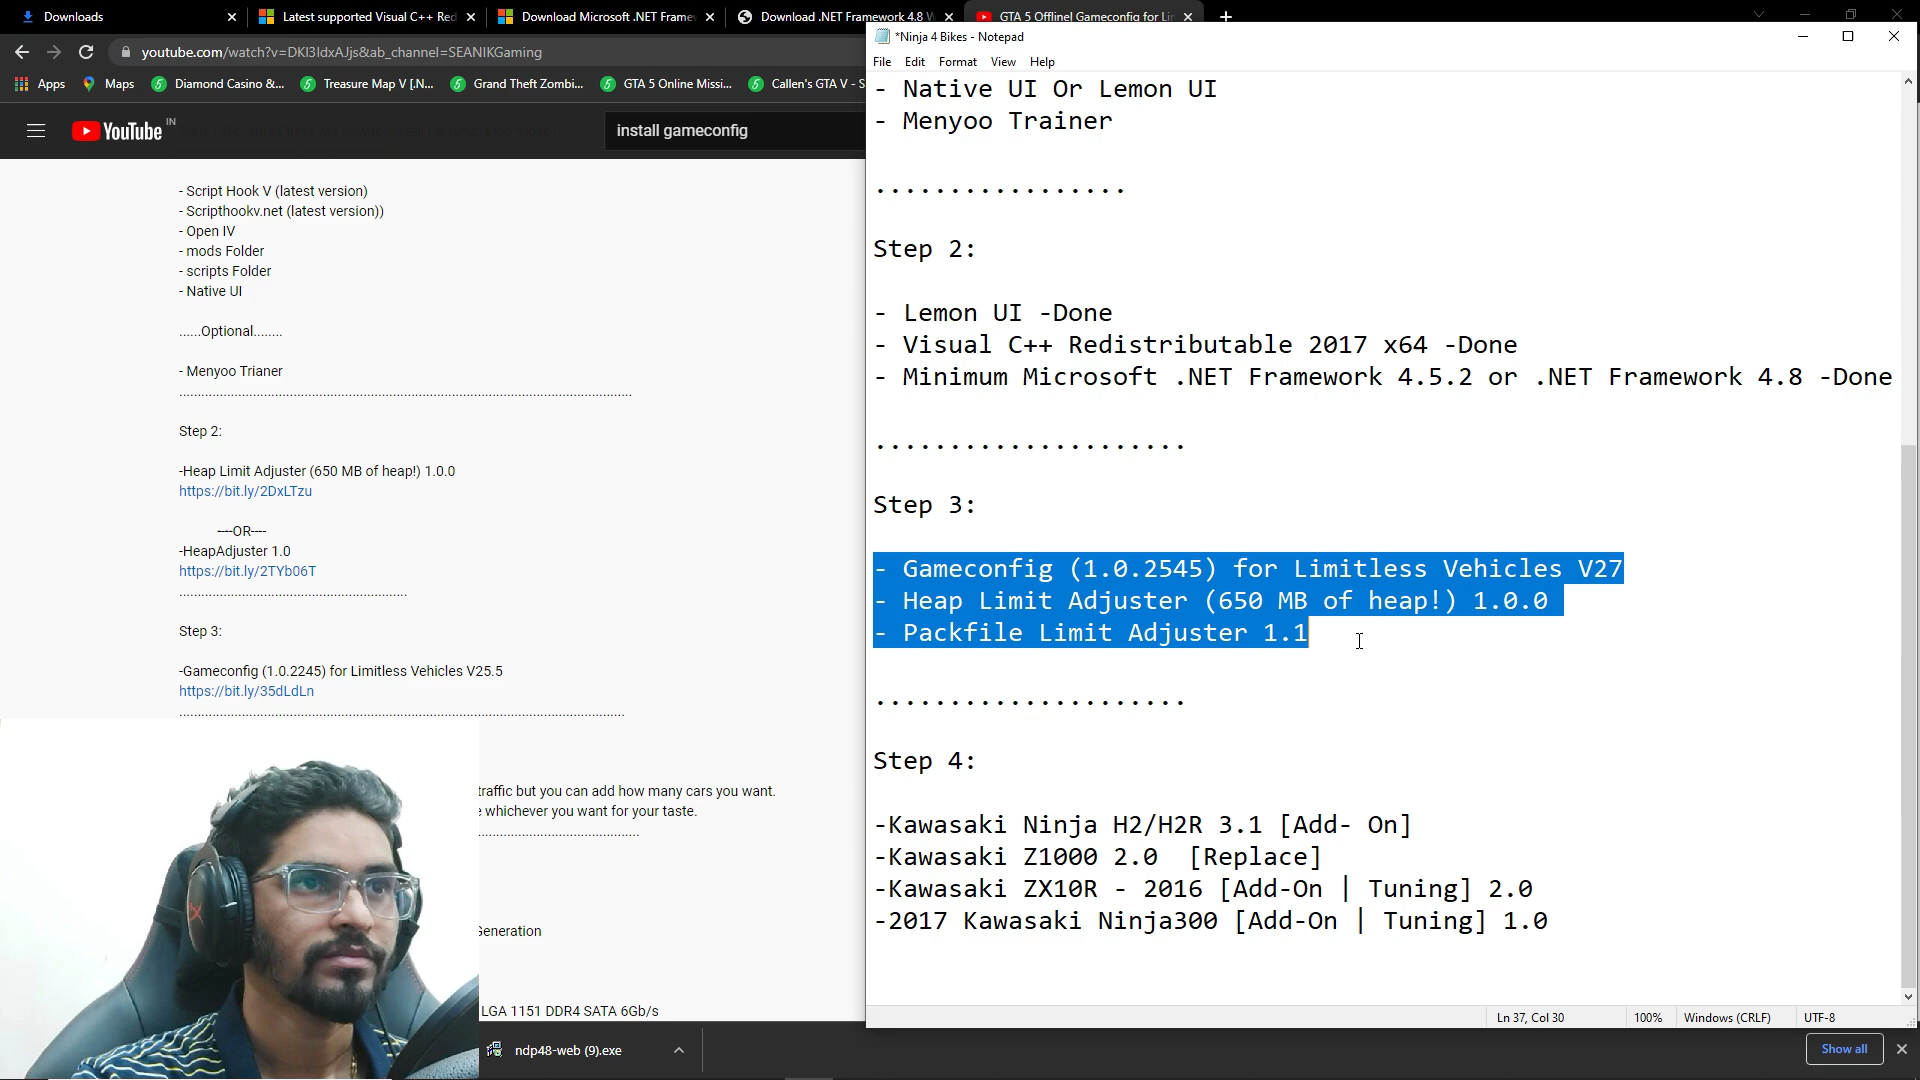 Downloads
Latest supported Visual C++ Red
Download Microsoft .NET Framew
Download .NET Framework 4.8 W
GTA 5 Offline| Gameconfig for Li
youtube.com/watch?v=DKI3IdxAJjs&ab_channel=SEANIKGaming
Apps
Maps
Diamond Casino &...
Treasure Map V [.N...
Grand Theft Zombi...
GTA 5 Online Missi...
Callen's GTA V - S
YouTube IN
install gameconfig
- Script Hook V (latest version)
- Scripthookv.net (latest version))
- Open IV
- mods Folder
- scripts Folder
- Native UI
......Optional........
- Menyoo Trianer
Step 2:
-Heap Limit Adjuster (650 MB of heap!) 1.0.0
https://bit.ly/2DxLTzu
----OR----
-HeapAdjuster 1.0
https://bit.ly/2TYb06T
Step 3:
-Gameconfig (1.0.2245) for Limitless Vehicles V25.5
https://bit.ly/35dLdLn
traffic but you can add how many cars you want.
whichever you want for your taste.
Generation
LGA 1151 DDR4 SATA 6Gb/s
ndp48-web (9).exe
Show all
*Ninja 4 Bikes - Notepad
File Edit Format View Help
- Native UI Or Lemon UI
- Menyoo Trainer
.................
Step 2:
- Lemon UI -Done
- Visual C++ Redistributable 2017 x64 -Done
- Minimum Microsoft .NET Framework 4.5.2 or .NET Framework 4.8 -Done
.....................
Step 3:
- Gameconfig (1.0.2545) for Limitless Vehicles V27
- Heap Limit Adjuster (650 MB of heap!) 1.0.0
- Packfile Limit Adjuster 1.1
.....................
Step 4:
-Kawasaki Ninja H2/H2R 3.1 [Add- On]
-Kawasaki Z1000 2.0  [Replace]
-Kawasaki ZX10R - 2016 [Add-On | Tuning] 2.0
-2017 Kawasaki Ninja300 [Add-On | Tuning] 1.0
Ln 37, Col 30
100%
Windows (CRLF)
UTF-8